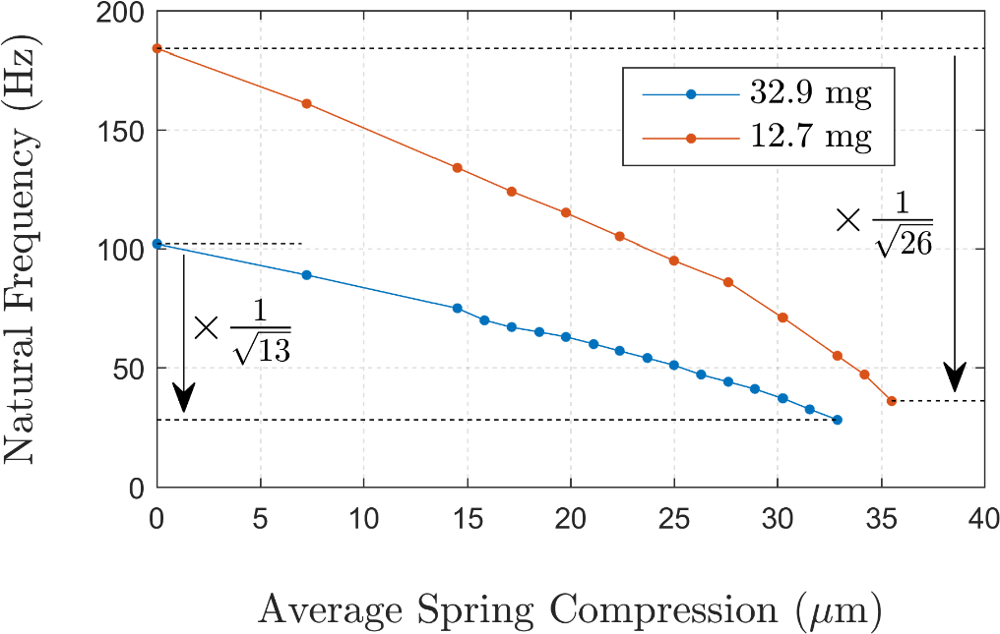 200
150
100
50
0
0 5 10 15 20 25 30 35 40
Natural Frequency (Hz)
Average Spring Compression (μm)
32.9 mg
12.7 mg
× 1/√26
× 1/√13